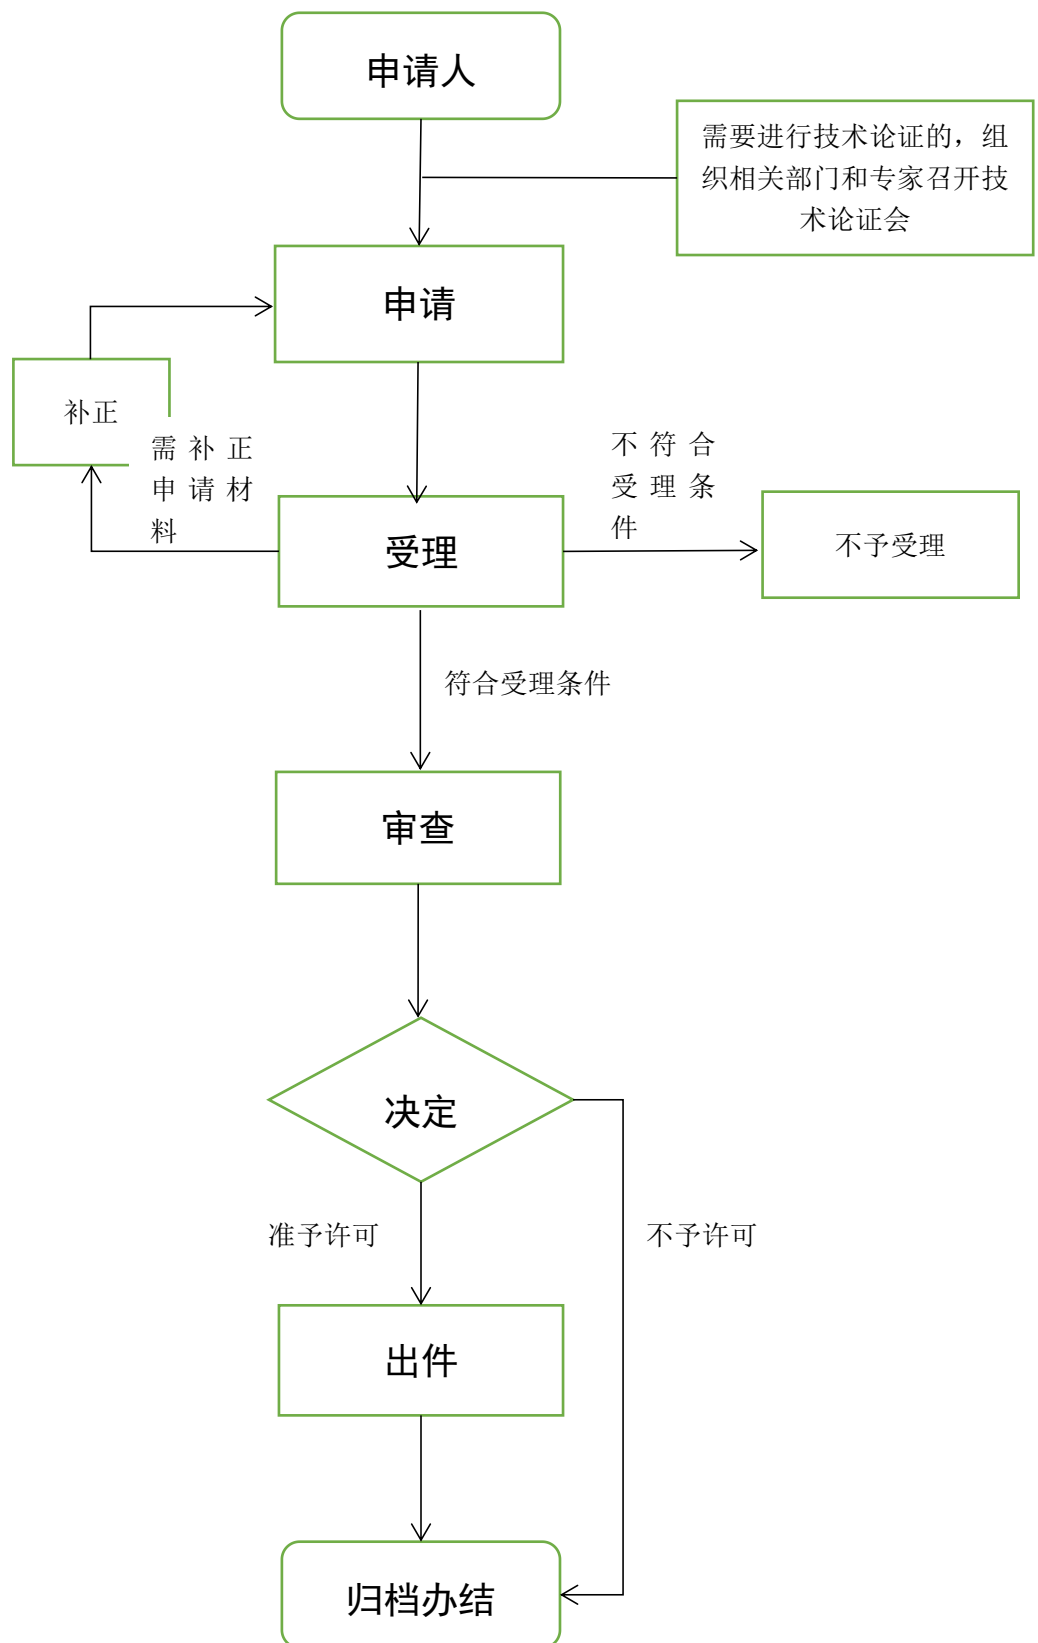 申请人
需要进行技术论证的，组
织相关部门和专家召开技
术论证会
申请
补正
需补正
申请材
料
不符合
受理条
件
受理
不予受理
符合受理条件
审查
决定
准予许可
不予许可
出件
归档办结